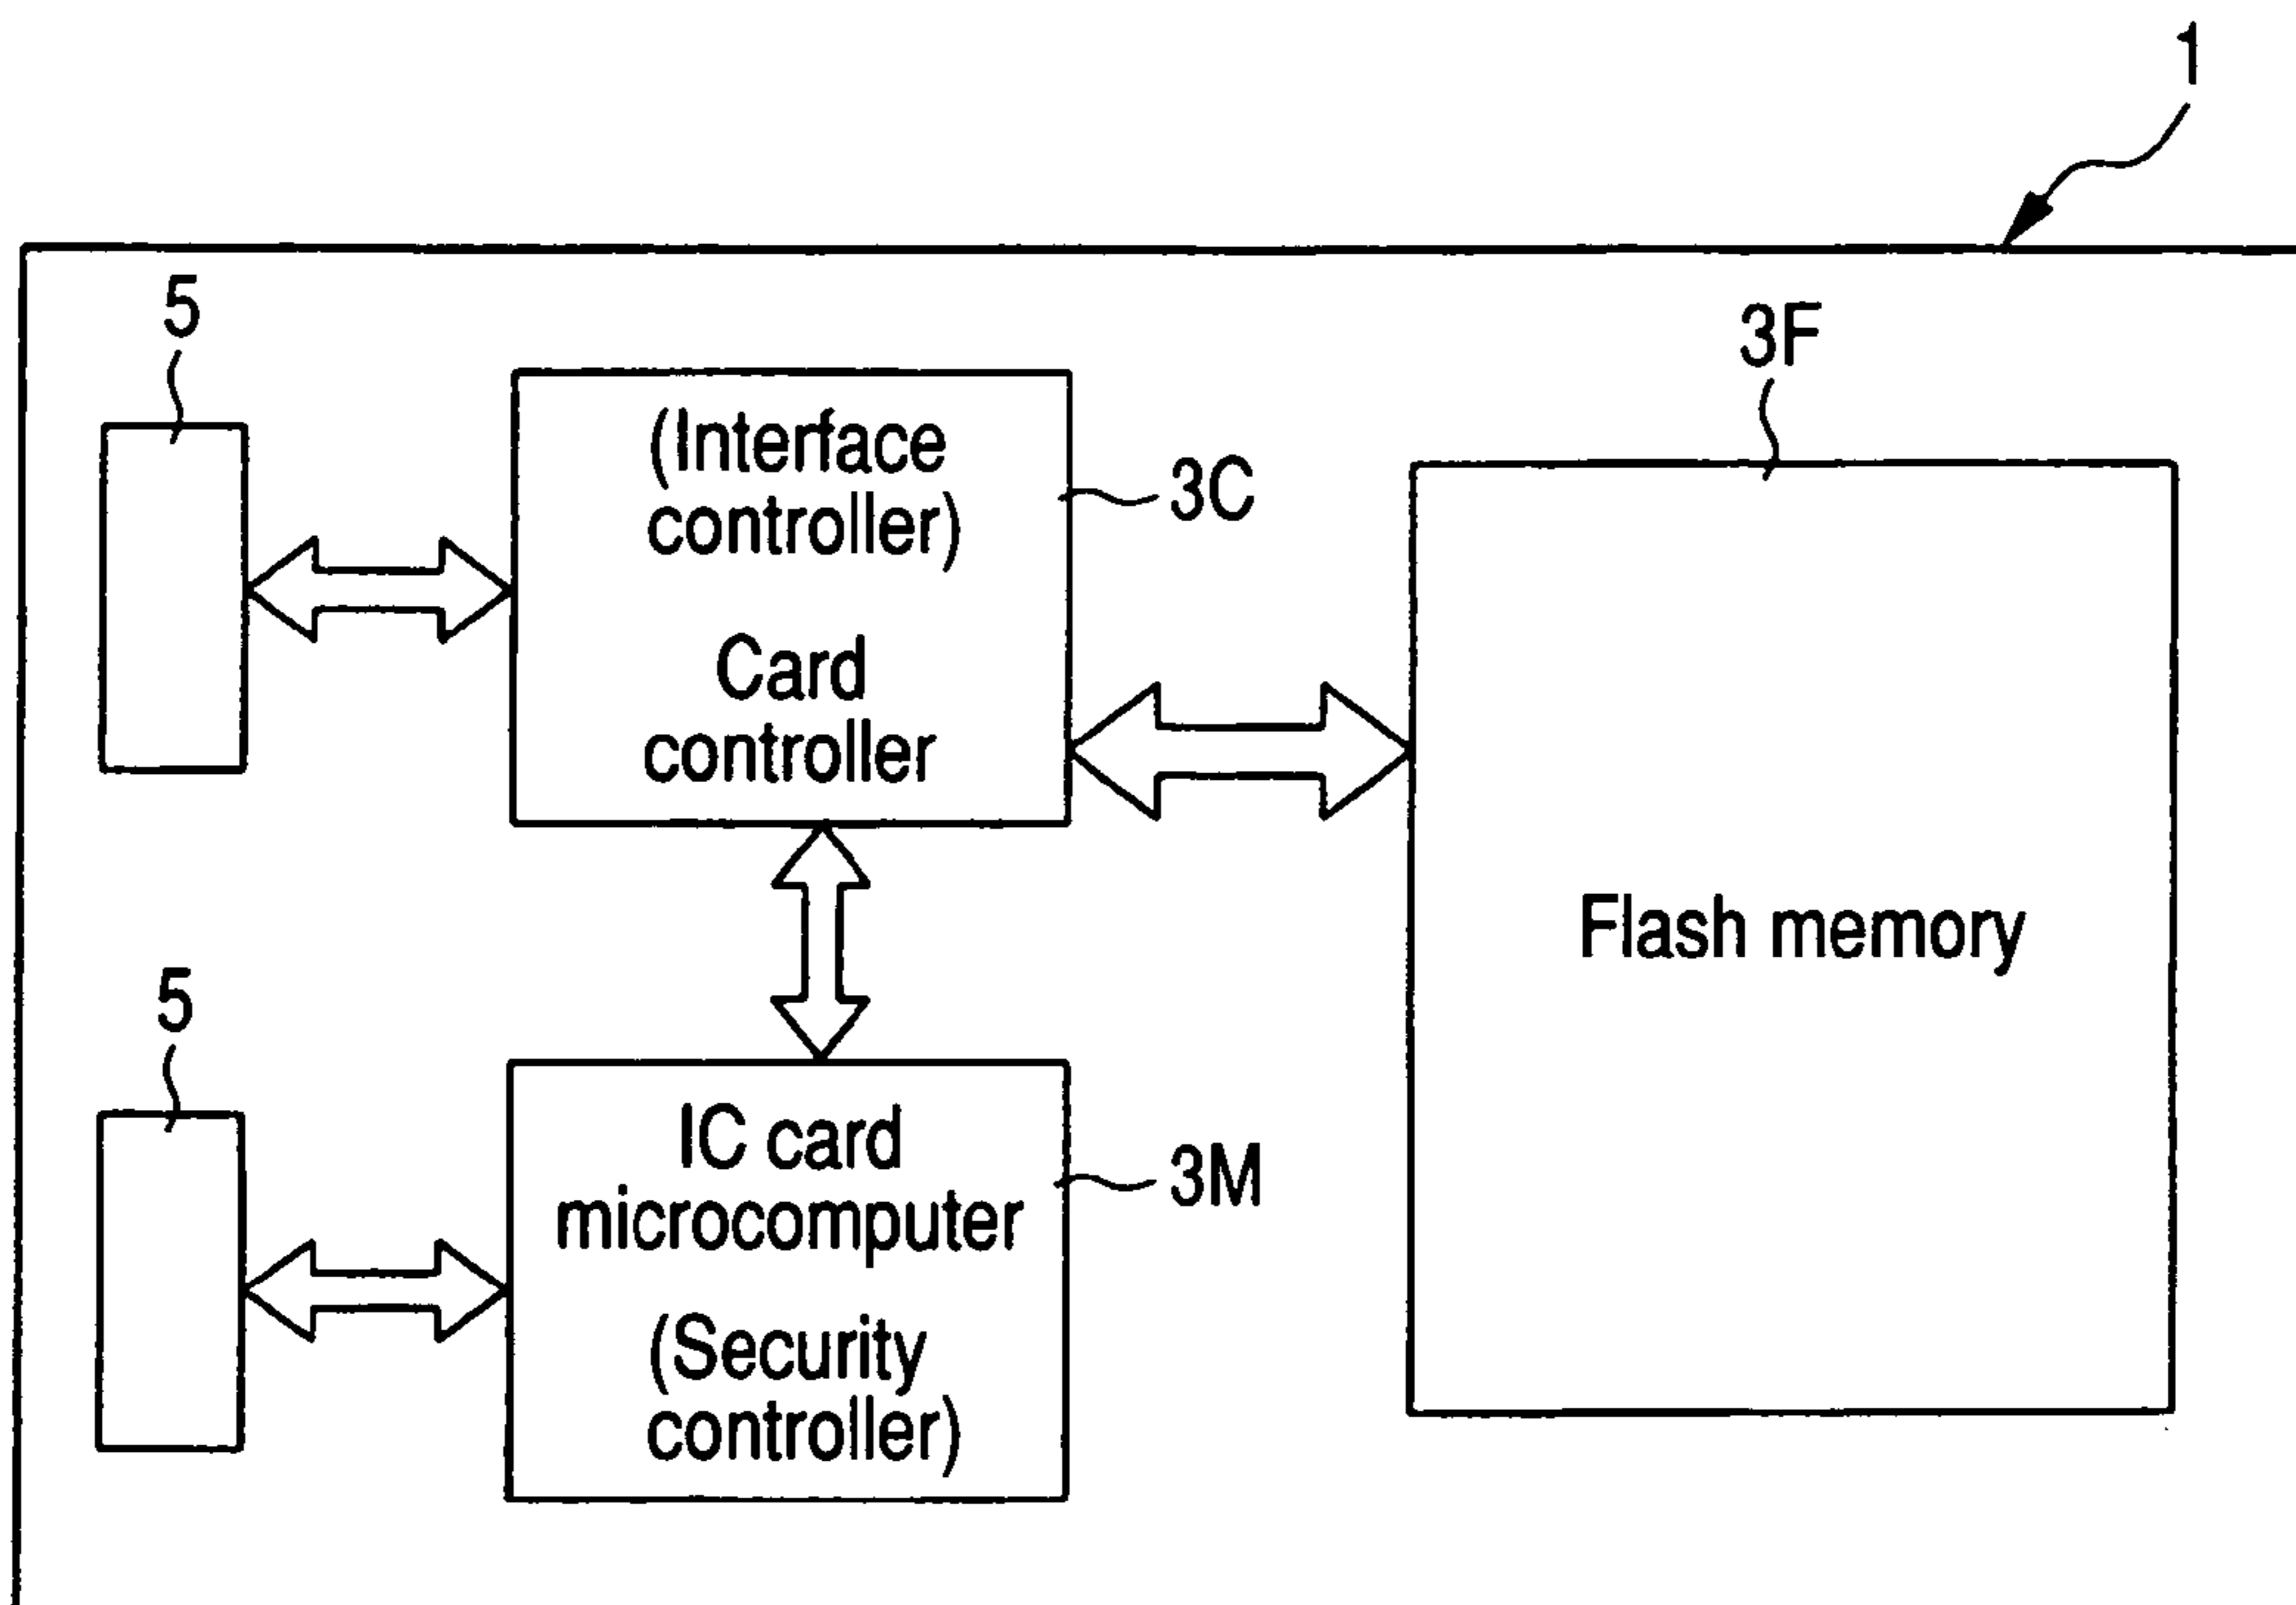 1
5
3F
(Interface
controller)
3C
Card
controller
Flash memory
5
IC card
microcomputer
3M
(Security
controller)